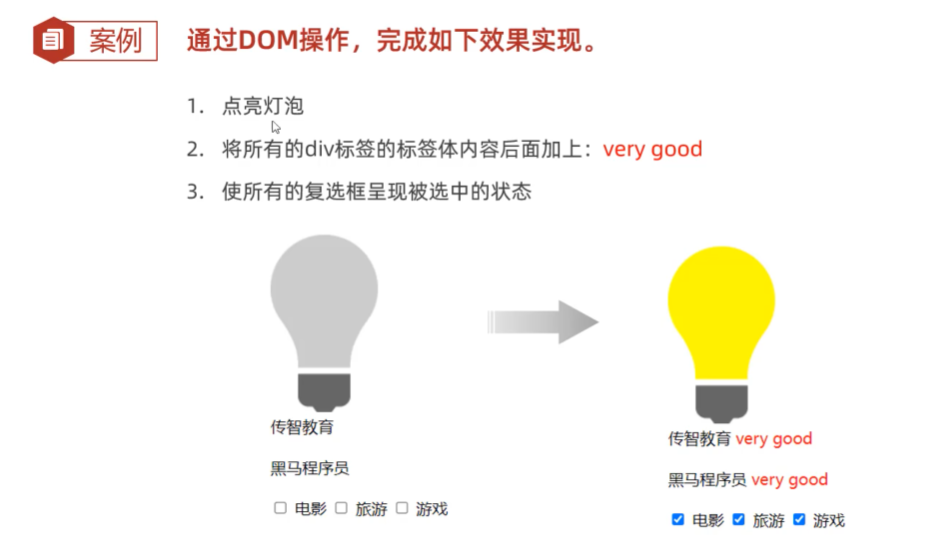 案例
通过DOM操作，完成如下效果实现。
1. 点亮灯泡
2. 将所有的div标签的标签体内容后面加上：very good
3. 使所有的复选框呈现被选中的状态
传智教育
黑马程序员
电影 旅游 游戏
传智教育 very good
黑马程序员 very good
电影 旅游 游戏